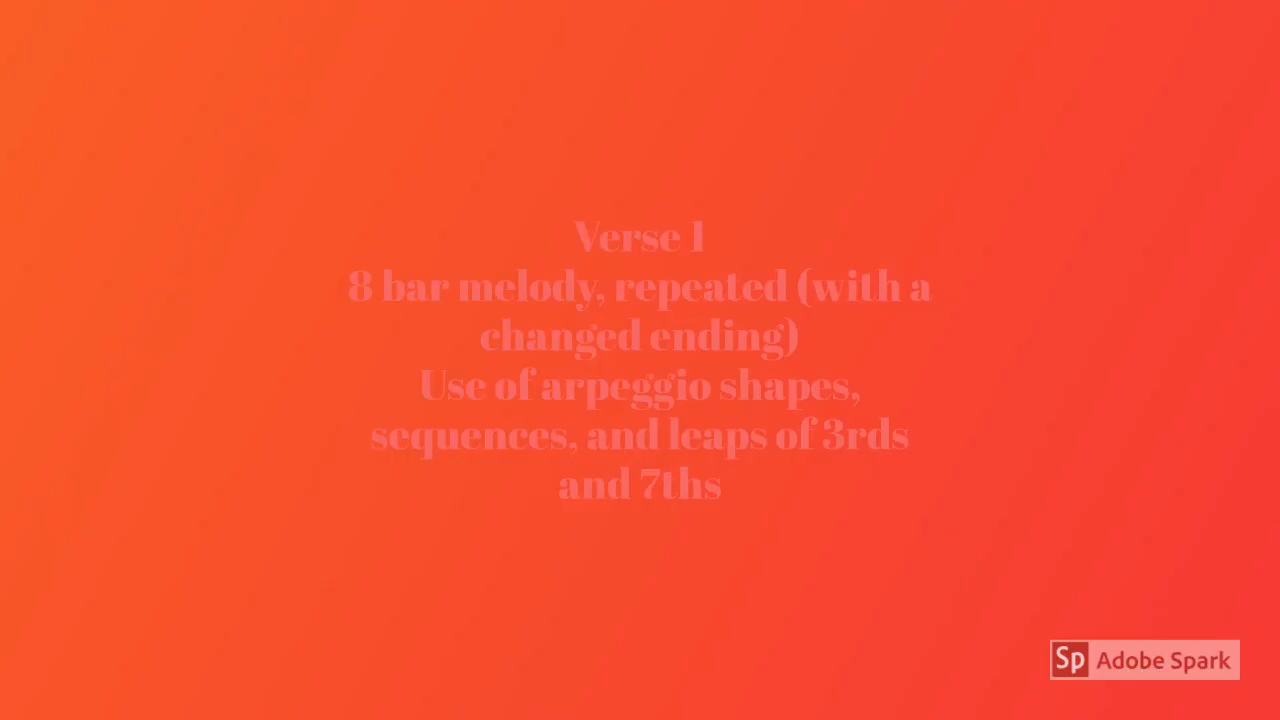 Verse 1
8 bar melody, repeated (with a
changed ending)
Use of arpeggio shapes,
sequences, and leaps of 3rds
and 7ths
Sp Adobe Spark